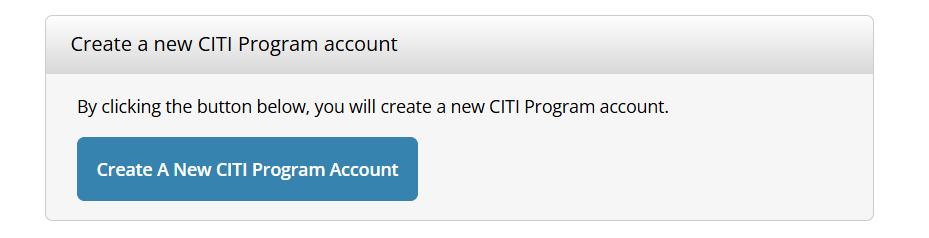 Create a new CITI Program account
By clicking the button below, you will create a new CITI Program account.
Create A New CITI Program Account